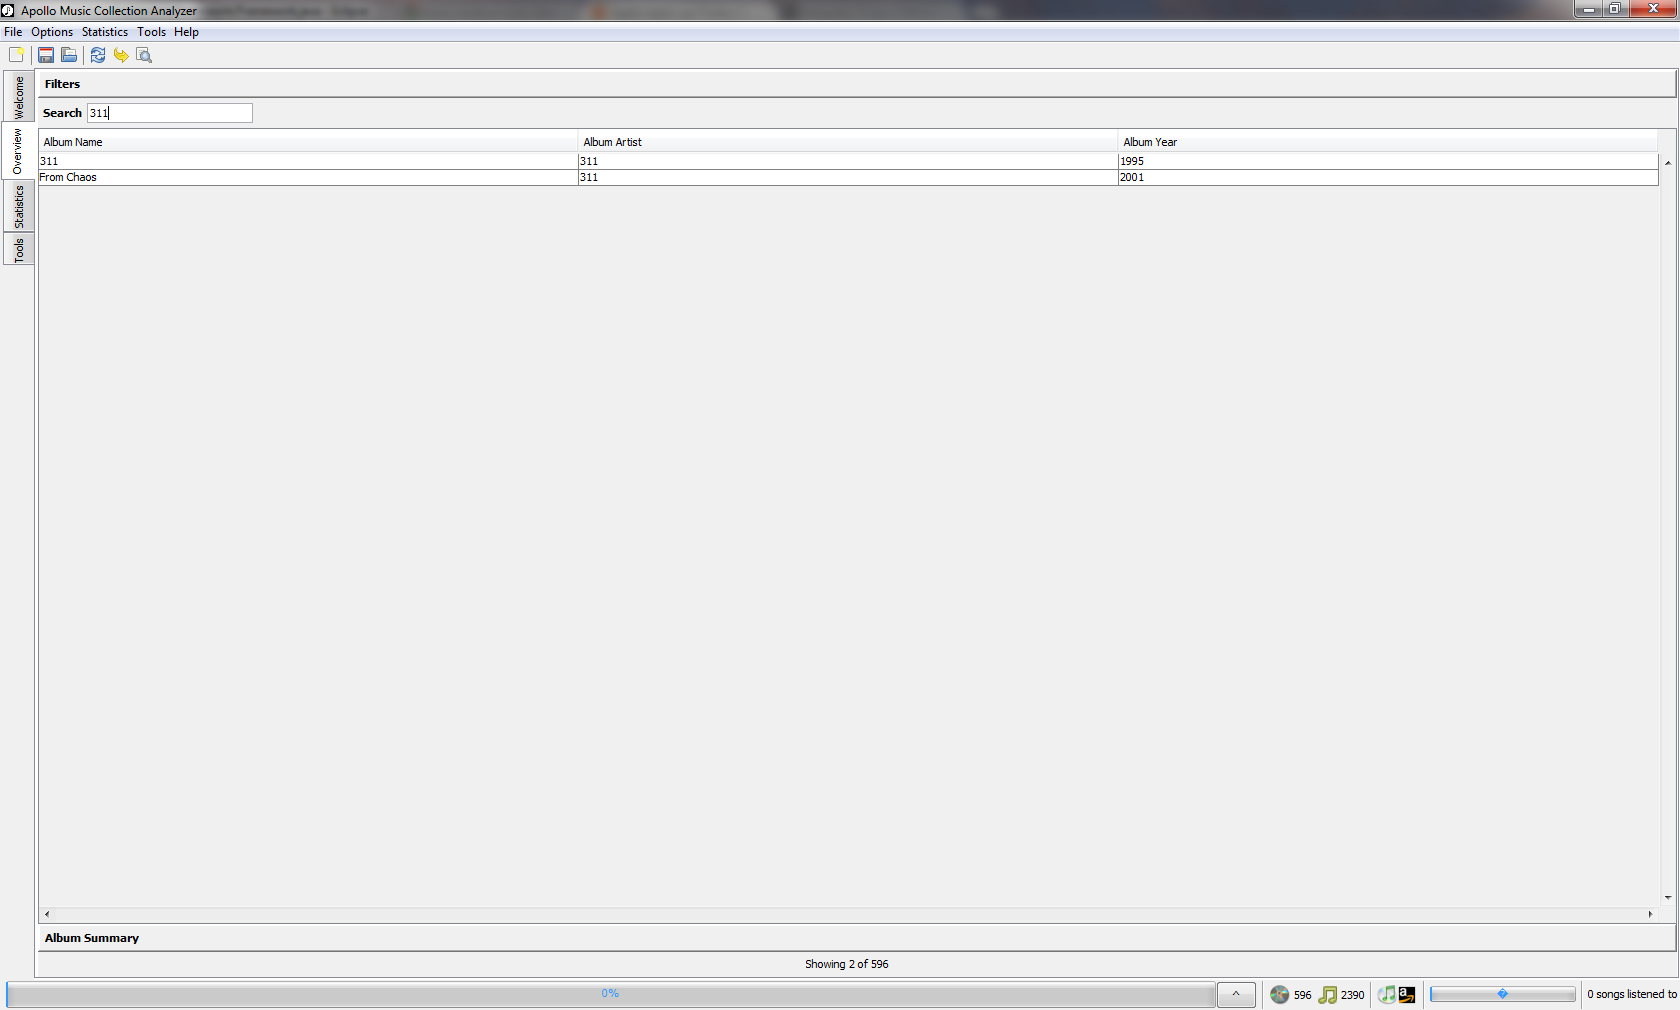 Apollo Music Collection Analyzer
File Options Statistics Tools Help
Welcome
Overview
Statistics
Tools
Filters
Search 311
Album Name Album Artist Album Year
311 311 1995
From Chaos 311 2001
Album Summary
Showing 2 of 596
0% ^ 596 2390 a 0 songs listened to